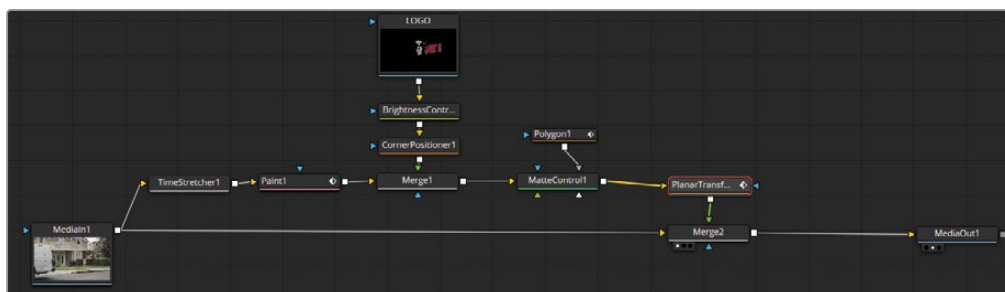 LOGO
BrightnessContr...
Polygon1
CornerPositioner1
TimeStretcher1
Paint1
Merge1
MatteControl1
PlanarTransf...
MediaIn1
Merge2
MediaOut1